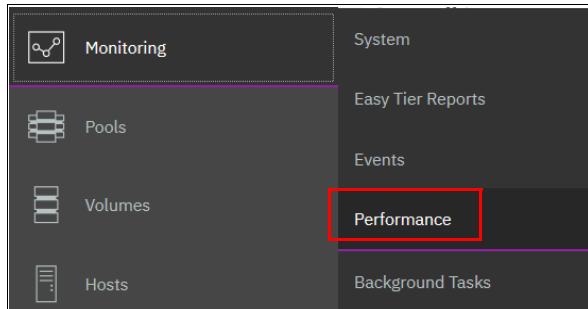 Monitoring
Pools
Volumes
Hosts
System
Easy Tier Reports
Events
Performance
Background Tasks